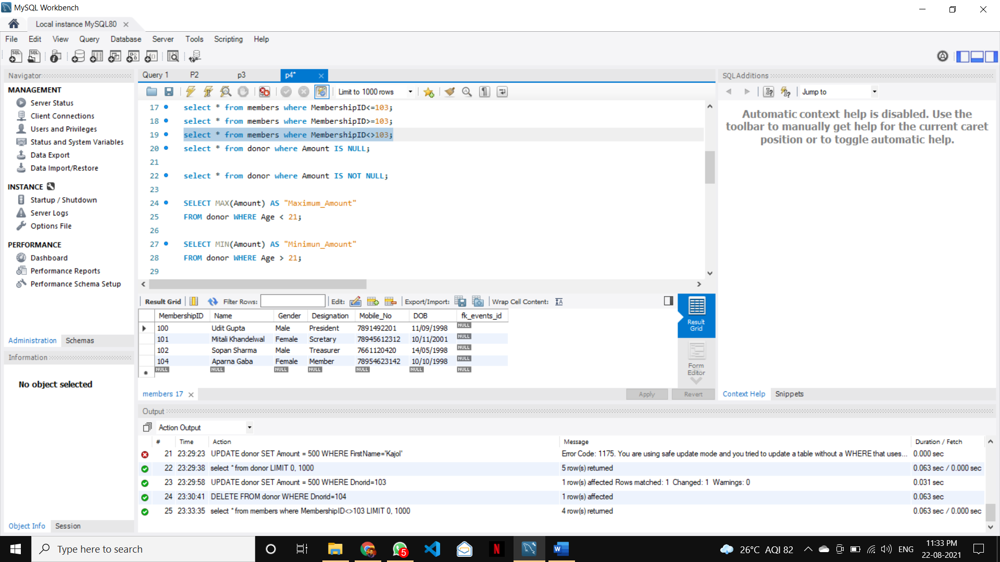 MySQL Workbench
Local instance MySQL80
File Edit View Query Database Server Tools Scripting Help
Navigator
MANAGEMENT
Server Status
Client Connections
Users and Privileges
Status and System Variables
Data Export
Data Import/Restore
INSTANCE
Startup / Shutdown
Server Logs
Options File
PERFORMANCE
Dashboard
Performance Reports
Performance Schema Setup
Administration Schemas
Information
No object selected
Object Info Session
Query 1 P2 p3 p4*
Limit to 1000 rows
17 select * from members where MembershipID<=103;
18 select * from members where MembershipID>=103;
19 select * from members where MembershipID<>103;
20 select * from donor where Amount IS NULL;
21
22 select * from donor where Amount IS NOT NULL;
23
24 SELECT MAX(Amount) AS "Maximum_Amount"
25 FROM donor WHERE Age < 21;
26
27 SELECT MIN(Amount) AS "Minimun_Amount"
28 FROM donor WHERE Age > 21;
29
Result Grid Filter Rows: Edit: Export/Import: Wrap Cell Content: IA
MembershipID Name Gender Designation Mobile_No DOB fk_events_id
100 Udit Gupta Male President 7891492201 11/09/1998 NULL
101 Mitali Khandelwal Female Scretary 78945612312 10/11/2001 NULL
102 Sopan Sharma Male Treasurer 7661120420 14/05/1998 NULL
104 Aparna Gaba Female Member 78954623142 10/10/1998 NULL
NULL NULL NULL NULL NULL NULL NULL
Result
Grid
Form
Editor
members 17
Apply Revert
SQLAdditions
Jump to
Automatic context help is disabled. Use the
toolbar to manually get help for the current caret
position or to toggle automatic help.
Context Help Snippets
Output
Action Output
# Time Action Message Duration / Fetch
21 23:29:23 UPDATE donor SET Amount = 500 WHERE FirstName='Kajol' Error Code: 1175. You are using safe update mode and you tried to update a table without a WHERE that uses... 0.000 sec
22 23:29:38 select * from donor LIMIT 0, 1000 5 row(s) returned 0.063 sec / 0.000 sec
23 23:29:58 UPDATE donor SET Amount = 500 WHERE Dnorid=103 1 row(s) affected Rows matched: 1 Changed: 1 Warnings: 0 0.031 sec
24 23:30:41 DELETE FROM donor WHERE Dnorid=104 1 row(s) affected 0.063 sec
25 23:33:35 select * from members where MembershipID<>103 LIMIT 0, 1000 4 row(s) returned 0.063 sec / 0.000 sec
Type here to search
5
26°C AQI 82
ENG
11:33 PM
22-08-2021